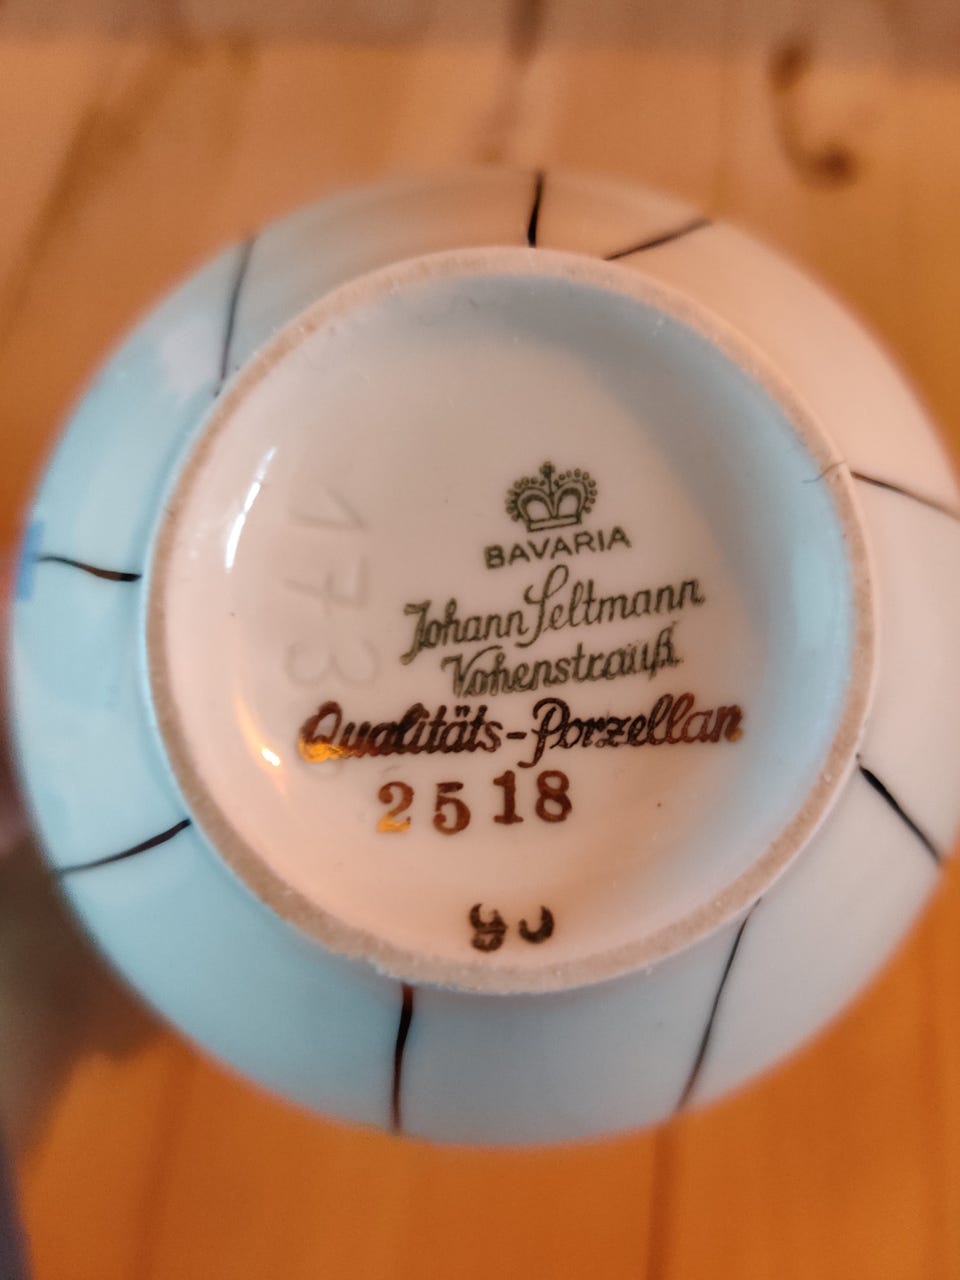 BAVARIA
Johann Seltmann
Vohenstrauß
Qualitäts-Porzellan
2518